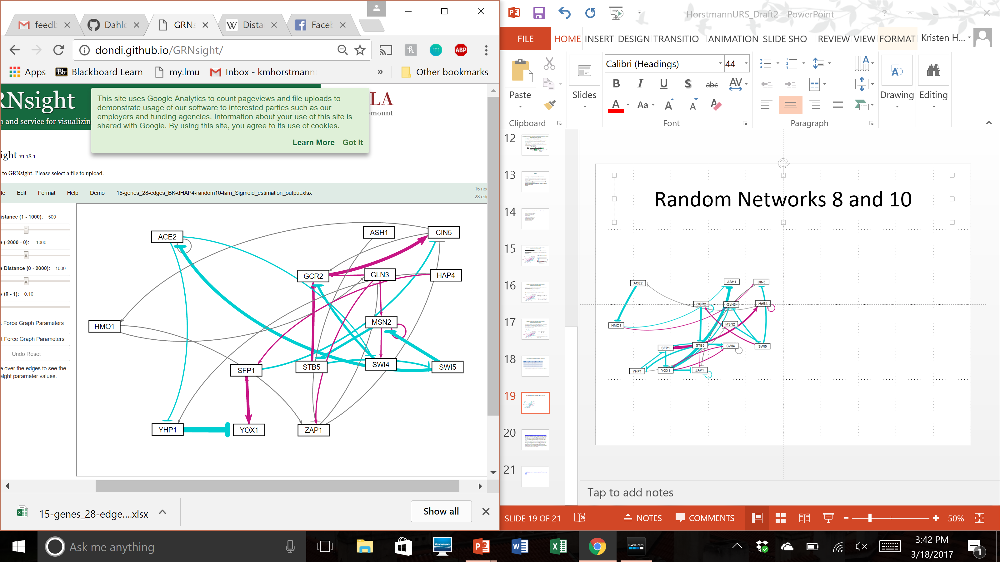 feedb
Dahlc
GRNs
Dista
Faceb
dondi.github.io/GRNsight/
ABP
Apps
Bb Blackboard Learn
my.lmu
Inbox - kmhorstmann
»
Other bookmarks
RNsight
and service for visualizing
LA
mount
This site uses Google Analytics to count pageviews and file uploads to
demonstrate usage of our software to interested parties such as our
employers and funding agencies. Information about your use of this site is
shared with Google. By using this site, you agree to its use of cookies.
Learn More Got It
ight v1.18.1
to GRNsight. Please select a file to upload.
le Edit Format Help Demo 15-genes_28-edges_BK-dHAP4-random10-fam_Sigmoid_estimation_output.xlsx
15 no
28 ed
istance (1 - 1000): 500
e (-2000 - 0): -1000
e Distance (0 - 2000): 1000
y (0 - 1): 0.10
k Force Graph Parameters
t Force Graph Parameters
Undo Reset
e over the edges to see the
eight parameter values.
ACE2
ASH1
CIN5
GCR2
GLN3
HAP4
HMO1
MSN2
SFP1
STB5
SWI4
SWI5
YHP1
YOX1
ZAP1
15-genes_28-edge....xlsx
Show all
HorstmannURS_Draft2 - PowerPoint
?
FILE HOME INSERT DESIGN TRANSITIO ANIMATION SLIDE SHO REVIEW VIEW FORMAT Kristen H...
Paste
Slides
Calibri (Headings) 44
B I U S abc AV
A Aa A A
Drawing
Editing
Clipboard
Font
Paragraph
12
13
14
15
16
17
18
19
20
21
Random Networks 8 and 10
ACE2
ASH1
CIN5
GCR2
GLN3
HAP4
HMO1
MSN2
SFP1
STB5
SWI4
SWI5
YHP1
YOX1
ZAP1
Tap to add notes
SLIDE 19 OF 21
NOTES
COMMENTS
50%
Ask me anything
lenovo
GoPro
3:42 PM
3/18/2017
1